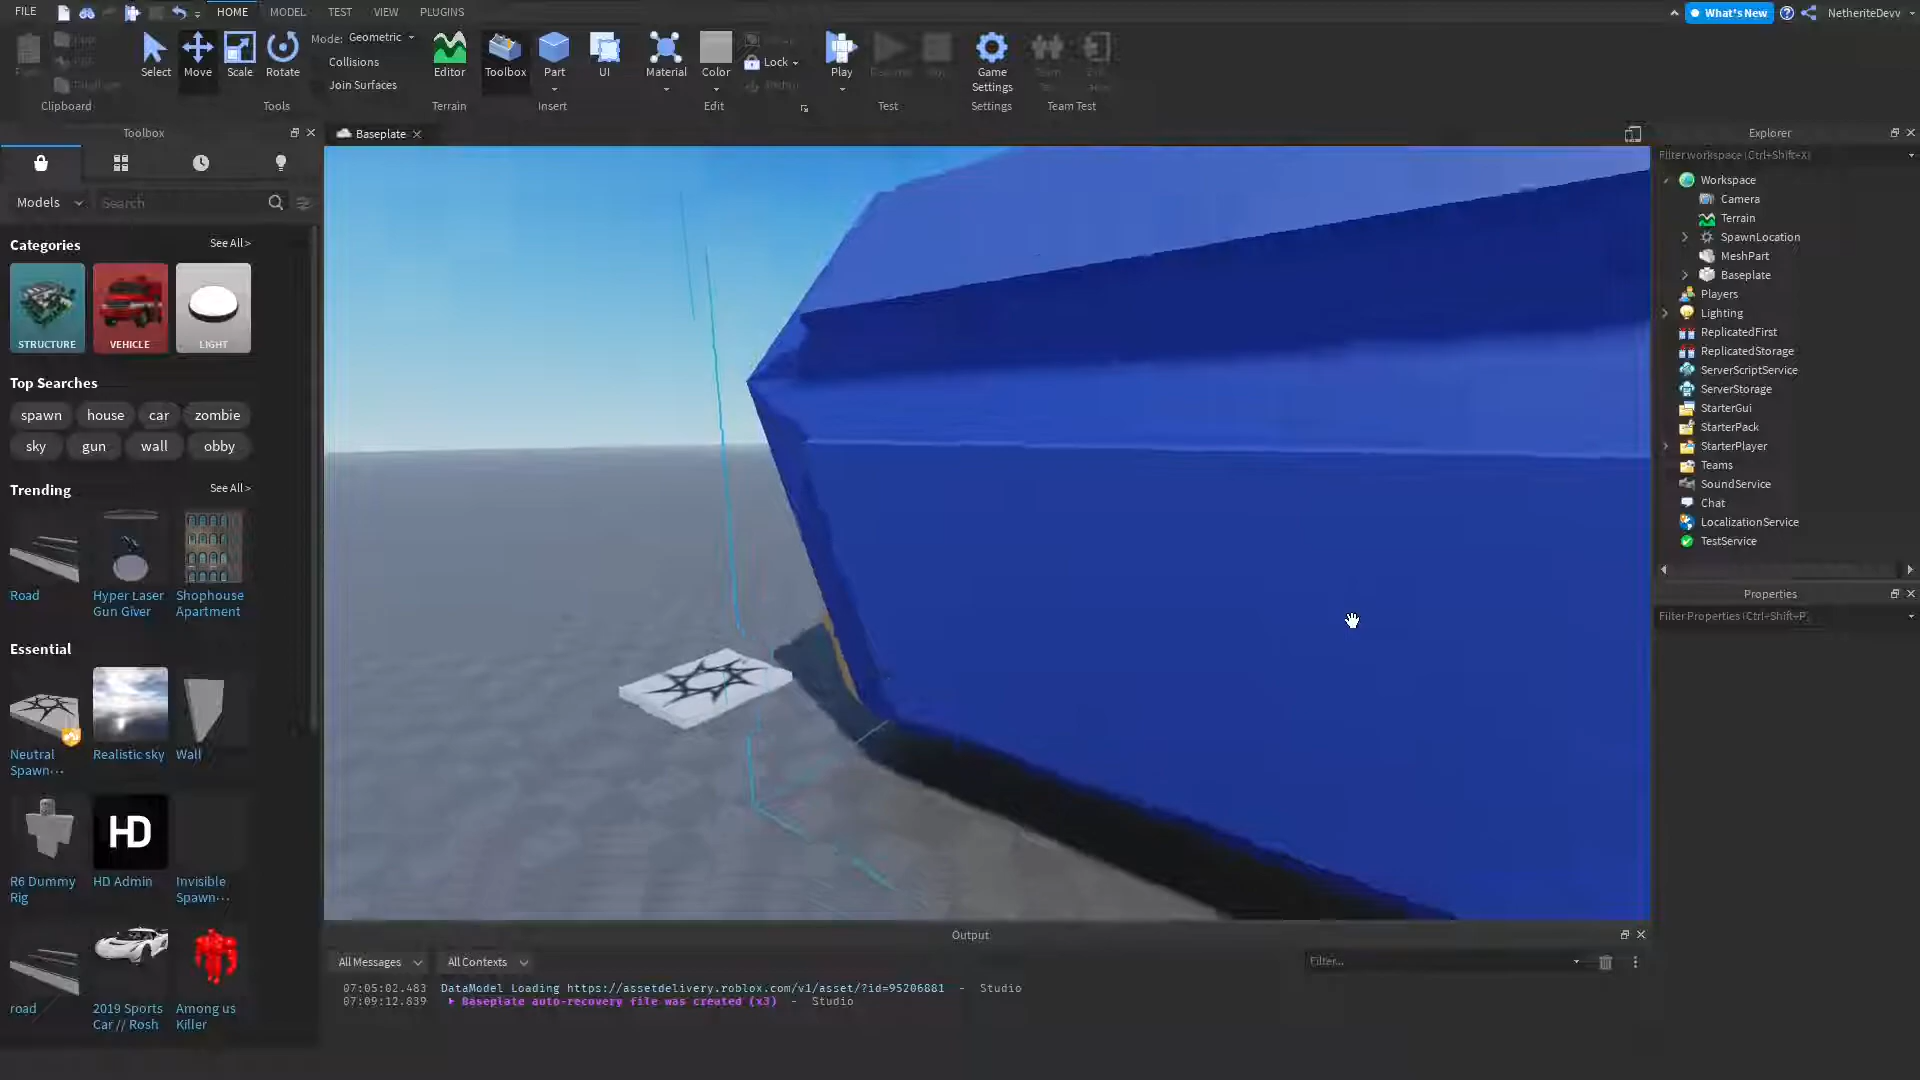 FILE
HOME
MODEL
TEST
VIEW
PLUGINS
What's New
NetheriteDevv
Select
Move
Scale
Rotate
Mode: Geometric
Collisions
Join Surfaces
Editor
Toolbox
Part
UI
Material
Color
Lock
Play
Game
Settings
Clipboard
Tools
Terrain
Insert
Edit
Test
Settings
Team Test
Toolbox
Baseplate
Explorer
Models
Search
Categories
See All >
STRUCTURE
VEHICLE
LIGHT
Top Searches
spawn
house
car
zombie
sky
gun
wall
obby
Trending
See All >
Road
Hyper Laser
Gun Giver
Shophouse
Apartment
Essential
Neutral
Spawn...
Realistic sky
Wall
HD
R6 Dummy
Rig
HD Admin
Invisible
Spawn...
road
2019 Sports
Car // Rosh
Among us
Killer
Filter workspace (Ctrl+Shift+X)
Workspace
Camera
Terrain
SpawnLocation
MeshPart
Baseplate
Players
Lighting
ReplicatedFirst
ReplicatedStorage
ServerScriptService
ServerStorage
StarterGui
StarterPack
StarterPlayer
Teams
SoundService
Chat
LocalizationService
TestService
Properties
Filter Properties (Ctrl+Shift+P)
Output
All Messages
All Contexts
Filter...
07:05:02.483 DataModel Loading https://assetdelivery.roblox.com/v1/asset/?id=95206881 - Studio
07:09:12.839 Baseplate auto-recovery file was created (x3) - Studio